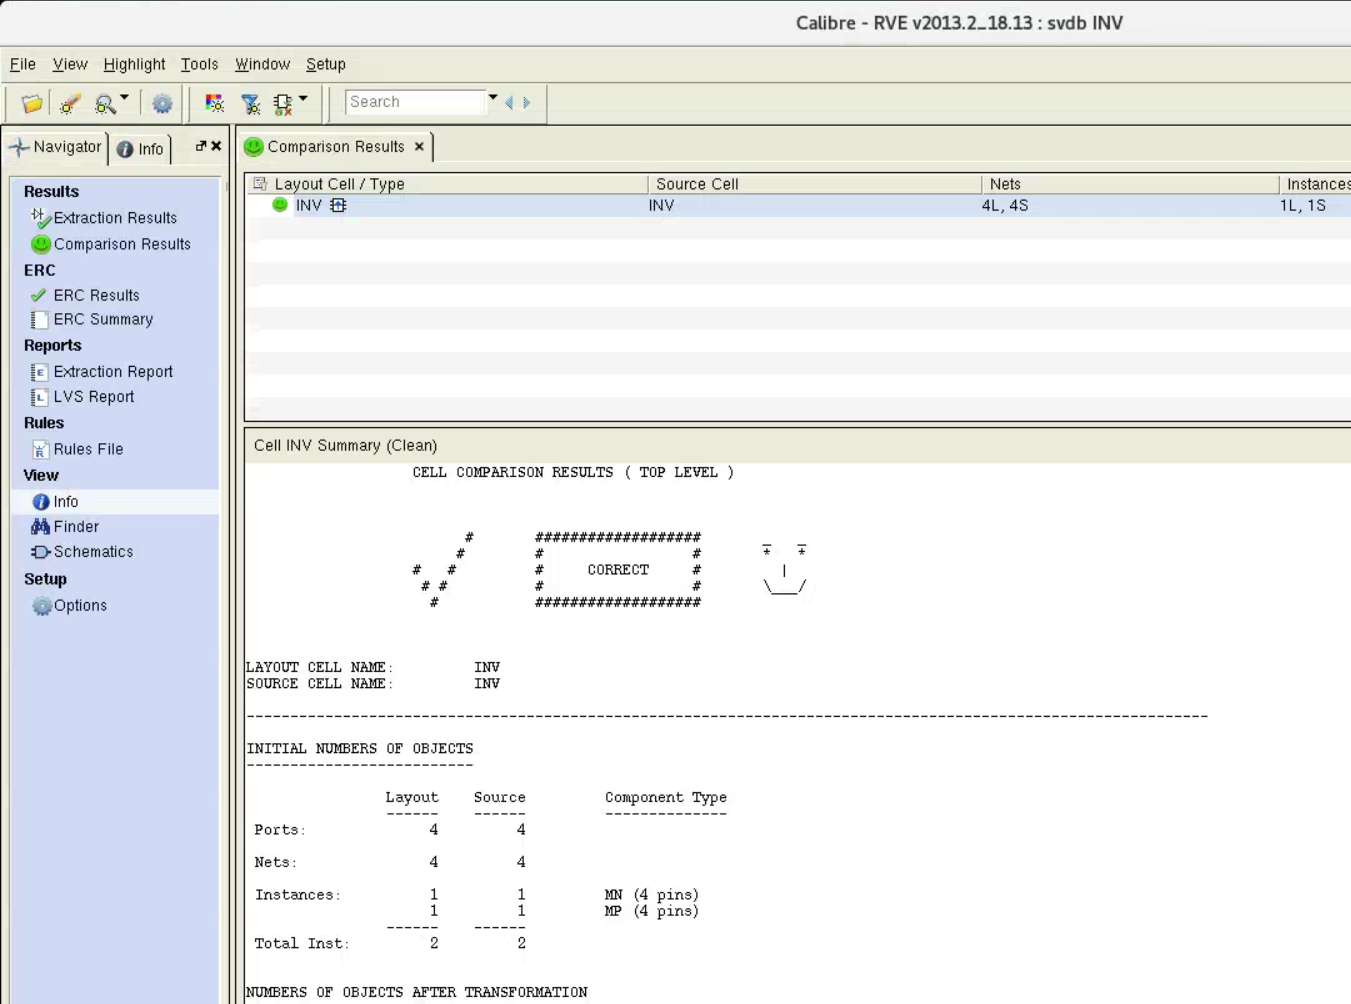 Calibre - RVE v2013.2_18.13 : svdb INV
File View Highlight Tools Window Setup
Search
Navigator Info
Comparison Results
Results
Extraction Results
Comparison Results
ERC
ERC Results
ERC Summary
Reports
Extraction Report
LVS Report
Rules
Rules File
View
Info
Finder
Schematics
Setup
Options
Layout Cell / Type Source Cell Nets Instances
INV INV 4L, 4S 1L, 1S
Cell INV Summary (Clean)
CELL COMPARISON RESULTS ( TOP LEVEL )
# ################### _ _
# # # * *
# # # CORRECT # |
# # # # \___/
# ###################
LAYOUT CELL NAME: INV
SOURCE CELL NAME: INV
--------------------------------------------------------------------------------------------------------------
INITIAL NUMBERS OF OBJECTS
--------------------------
Layout Source Component Type
------ ------ --------------
Ports: 4 4
Nets: 4 4
Instances: 1 1 MN (4 pins)
1 1 MP (4 pins)
------ ------
Total Inst: 2 2
NUMBERS OF OBJECTS AFTER TRANSFORMATION